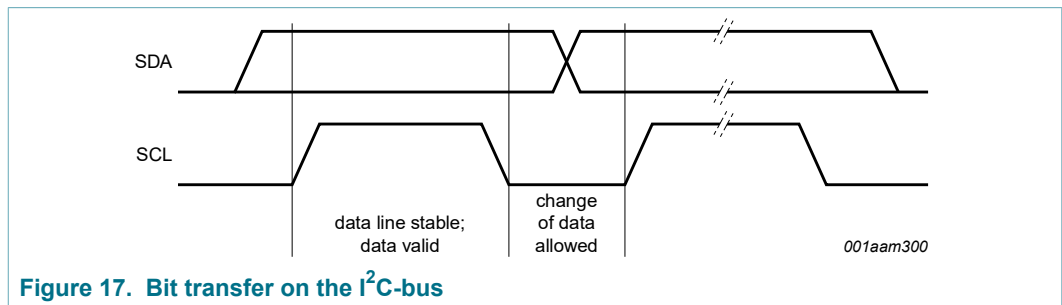 SDA
SCL
data line stable;
data valid
change
of data
allowed
001aam300
Figure 17. Bit transfer on the I²C-bus